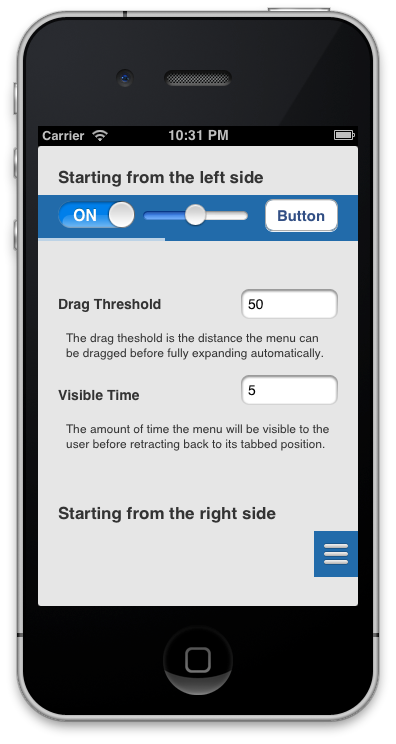 Carrier 10:31 PM
Starting from the left side
ON Button
Drag Threshold 50
The drag theshold is the distance the menu can
be dragged before fully expanding automatically.
Visible Time 5
The amount of time the menu will be visible to the
user before retracting back to its tabbed position.
Starting from the right side